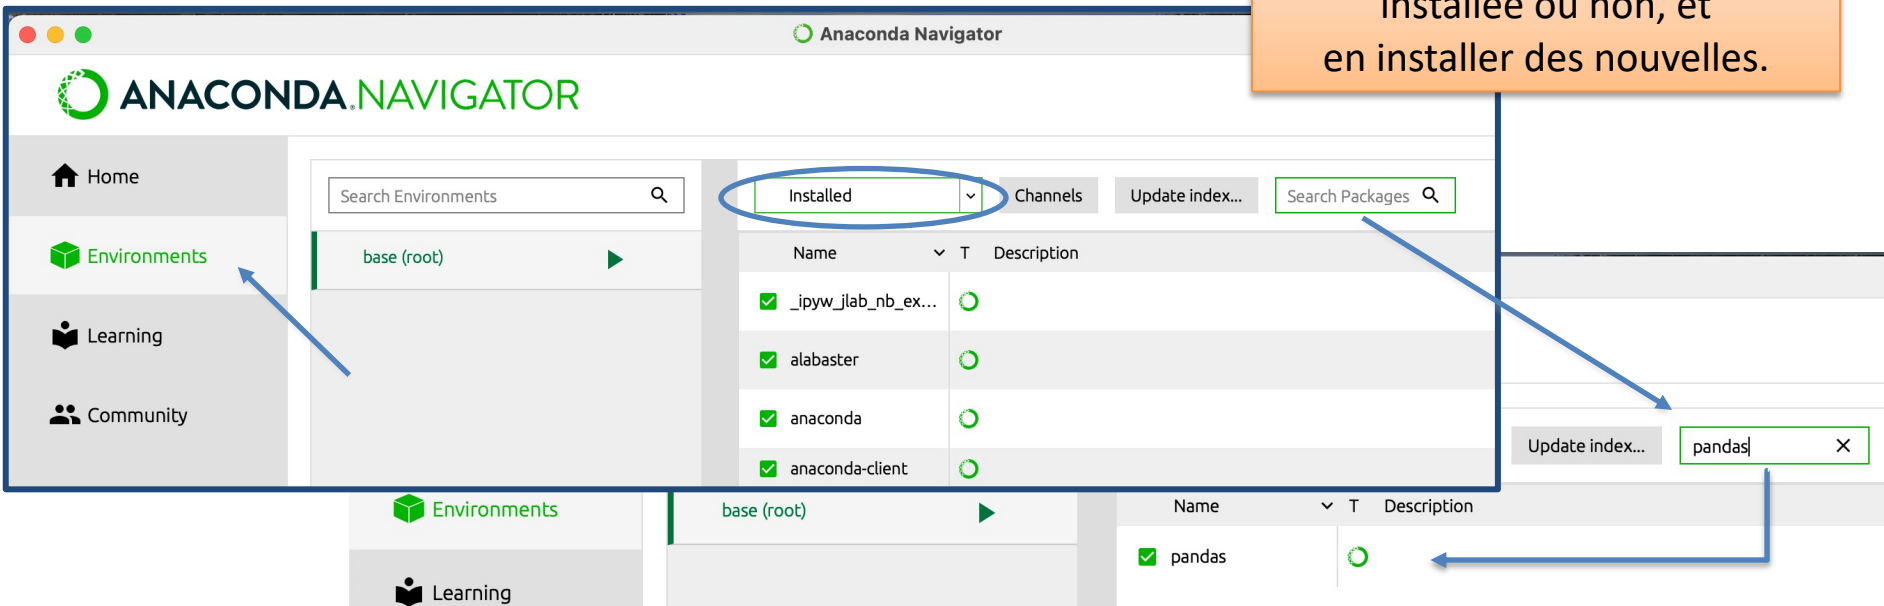 installée ou non, et
en installer des nouvelles.
Anaconda Navigator
ANACONDA.NAVIGATOR
Home
Environments
Learning
Community
Search Environments
base (root)
Installed
Channels
Update index...
Search Packages
Name T Description
_ipyw_jlab_nb_ex...
alabaster
anaconda
anaconda-client
Update index...
pandas
Environments
Learning
base (root)
Name T Description
pandas